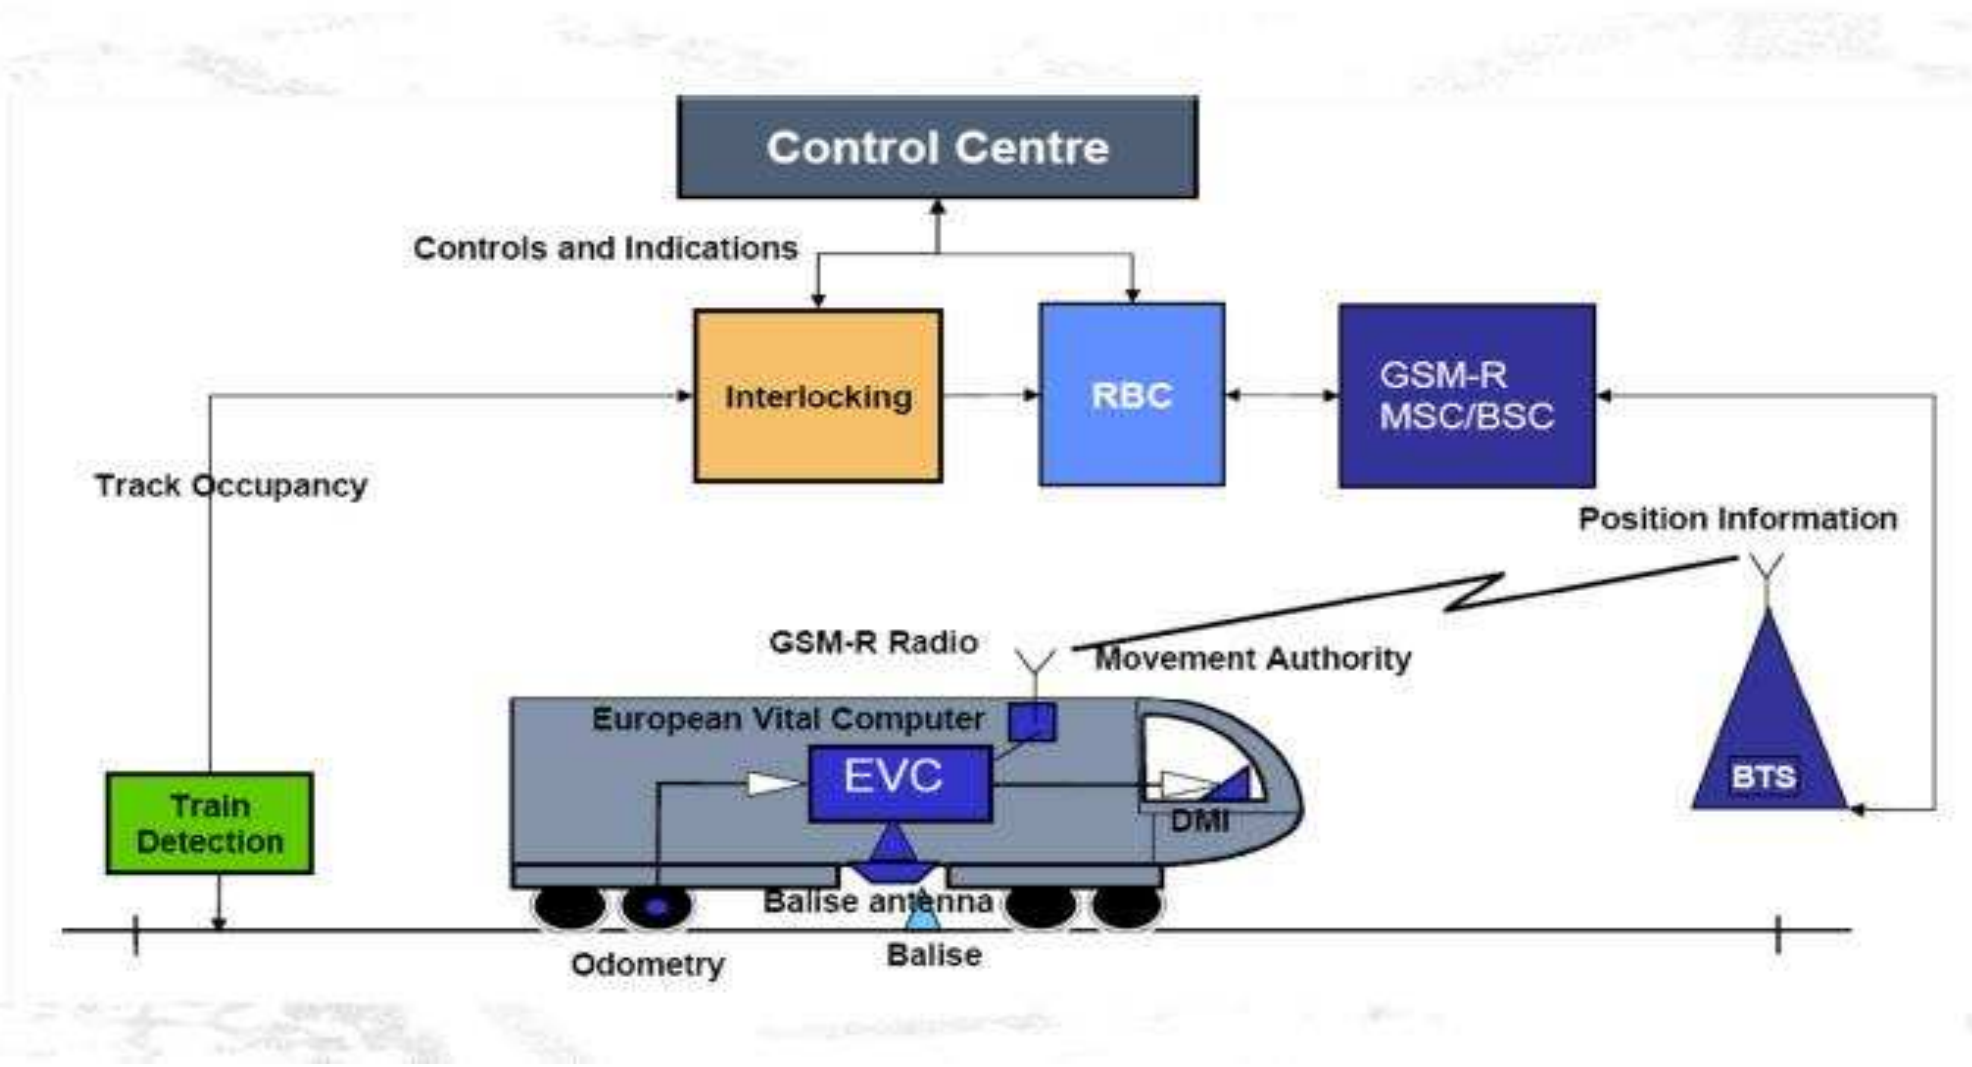 Control Centre
Controls and Indications
Interlocking
RBC
GSM-R
MSC/BSC
Track Occupancy
Position Information
GSM-R Radio
Movement Authority
European Vital Computer
EVC
BTS
DMI
Train
Detection
Balise antenna
Balise
Odometry